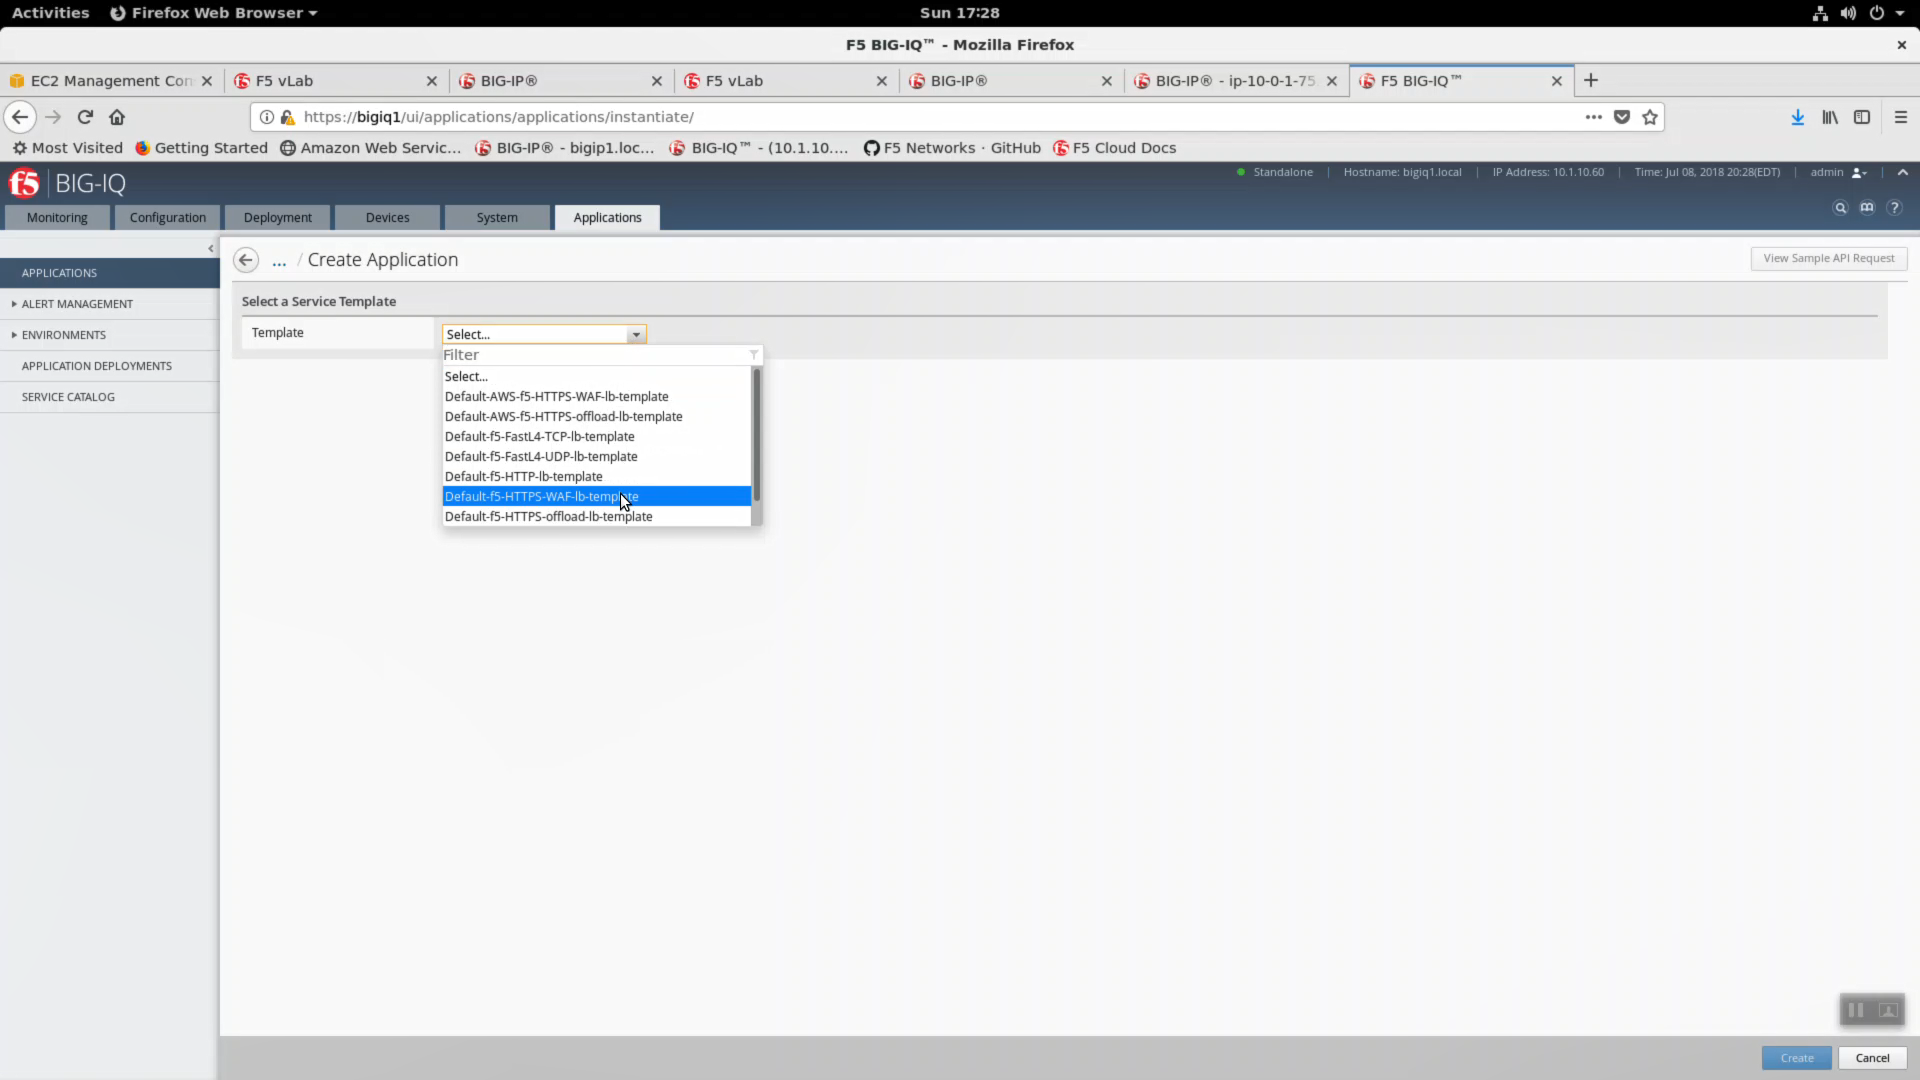 Activities Firefox Web Browser Sun 17:28
F5 BIG-IQ™ - Mozilla Firefox
EC2 Management Con F5 vLab BIG-IP® F5 vLab BIG-IP® BIG-IP® - ip-10-0-1-75 F5 BIG-IQ™
https://bigiq1/ui/applications/applications/instantiate/
Most Visited Getting Started Amazon Web Servic... BIG-IP® - bigip1.loc... BIG-IQ™ - (10.1.10.... F5 Networks · GitHub F5 Cloud Docs
f5 BIG-IQ Standalone Hostname: bigiq1.local IP Address: 10.1.10.60 Time: Jul 08, 2018 20:28(EDT) admin
Monitoring Configuration Deployment Devices System Applications
... / Create Application View Sample API Request
APPLICATIONS
ALERT MANAGEMENT
ENVIRONMENTS
APPLICATION DEPLOYMENTS
SERVICE CATALOG
Select a Service Template
Template Select...
Filter
Select...
Default-AWS-f5-HTTPS-WAF-lb-template
Default-AWS-f5-HTTPS-offload-lb-template
Default-f5-FastL4-TCP-lb-template
Default-f5-FastL4-UDP-lb-template
Default-f5-HTTP-lb-template
Default-f5-HTTPS-WAF-lb-template
Default-f5-HTTPS-offload-lb-template
Create Cancel